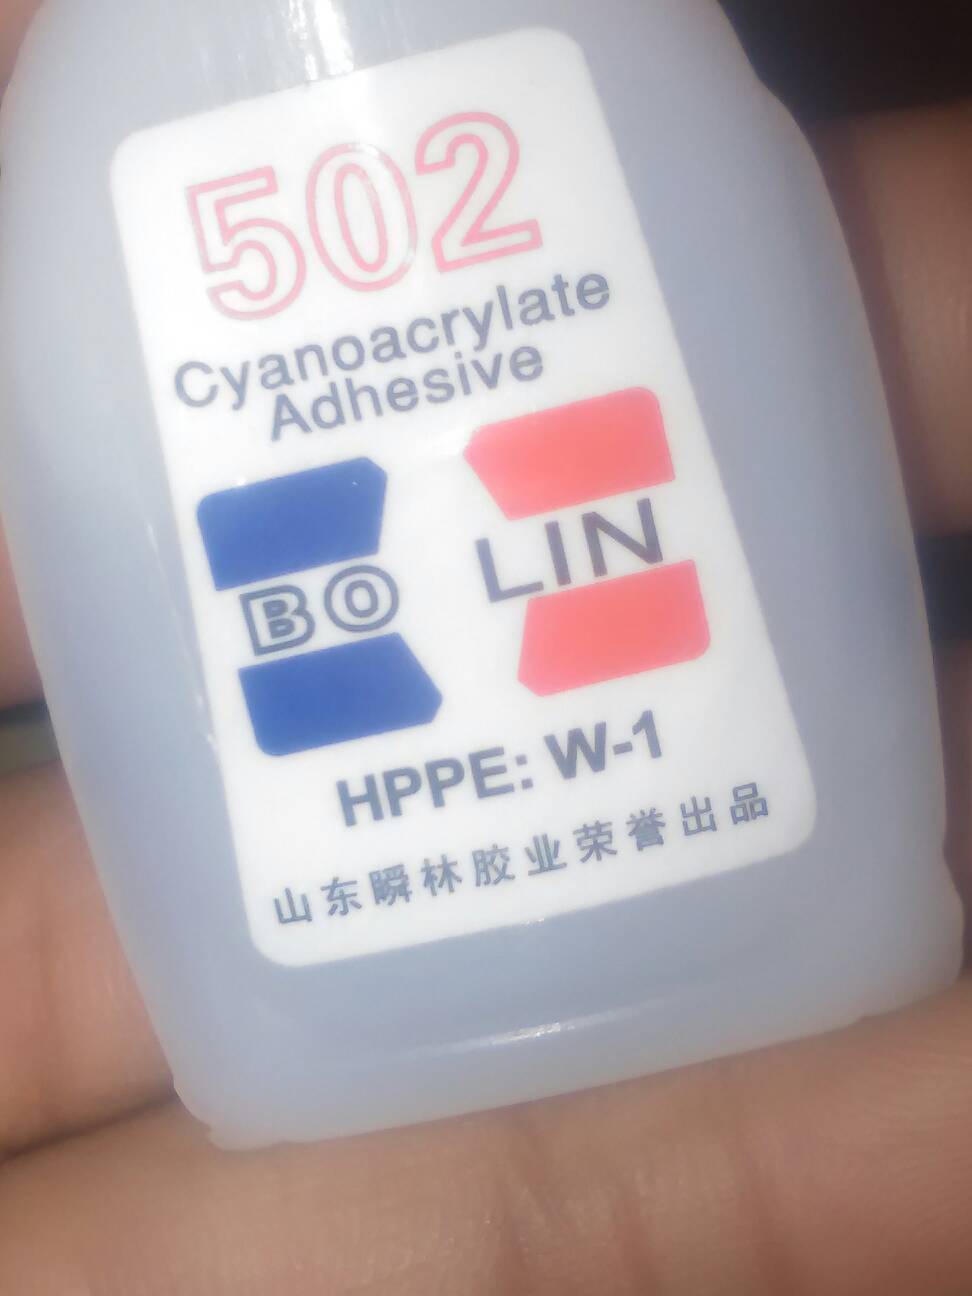 502
Cyanoacrylate
Adhesive
BO LIN
HPPE: W-1
山东瞬林胶业荣誉出品